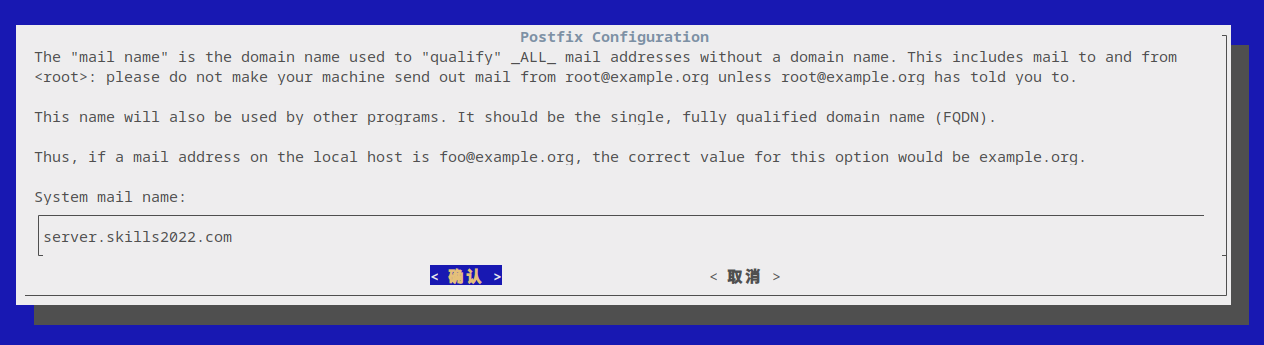 Postfix Configuration
The "mail name" is the domain name used to "qualify" _ALL_ mail addresses without a domain name. This includes mail to and from
<root>: please do not make your machine send out mail from root@example.org unless root@example.org has told you to.
This name will also be used by other programs. It should be the single, fully qualified domain name (FQDN).
Thus, if a mail address on the local host is foo@example.org, the correct value for this option would be example.org.
System mail name:
server.skills2022.com
< 确认 > < 取消 >